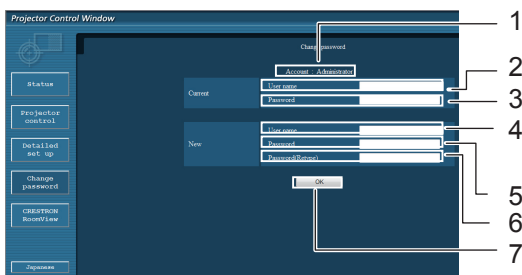 Projector Control Window
Change password
1
Account : Administrator
2
Status
Current
User name
Password
3
Projector
control
4
New
User name
Detailed
set up
Password
5
Password(Retype)
6
Change
password
OK
7
CRESTRON
RoomView
Japanese